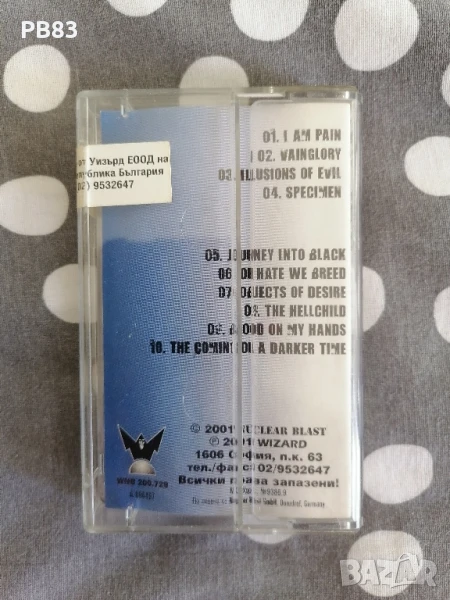 PB83
от Уизърд ЕООД на
публика България
02) 9532647
01. I AM PAIN
02. VAINGLORY
03. ILLUSIONS OF EVIL
04. SPECIMEN
05. JOURNEY INTO BLACK
06. ON HATE WE BREED
07. OBJECTS OF DESIRE
08. THE HELLCHILD
09. BLOOD ON MY HANDS
10. THE COMING OF A DARKER TIME
© 2001 NUCLEAR BLAST
℗ 2001 WIZARD
1606 София, п.к. 63
тел./факс: 02/9532647
Всички права запазени!
Germany
BAZAR